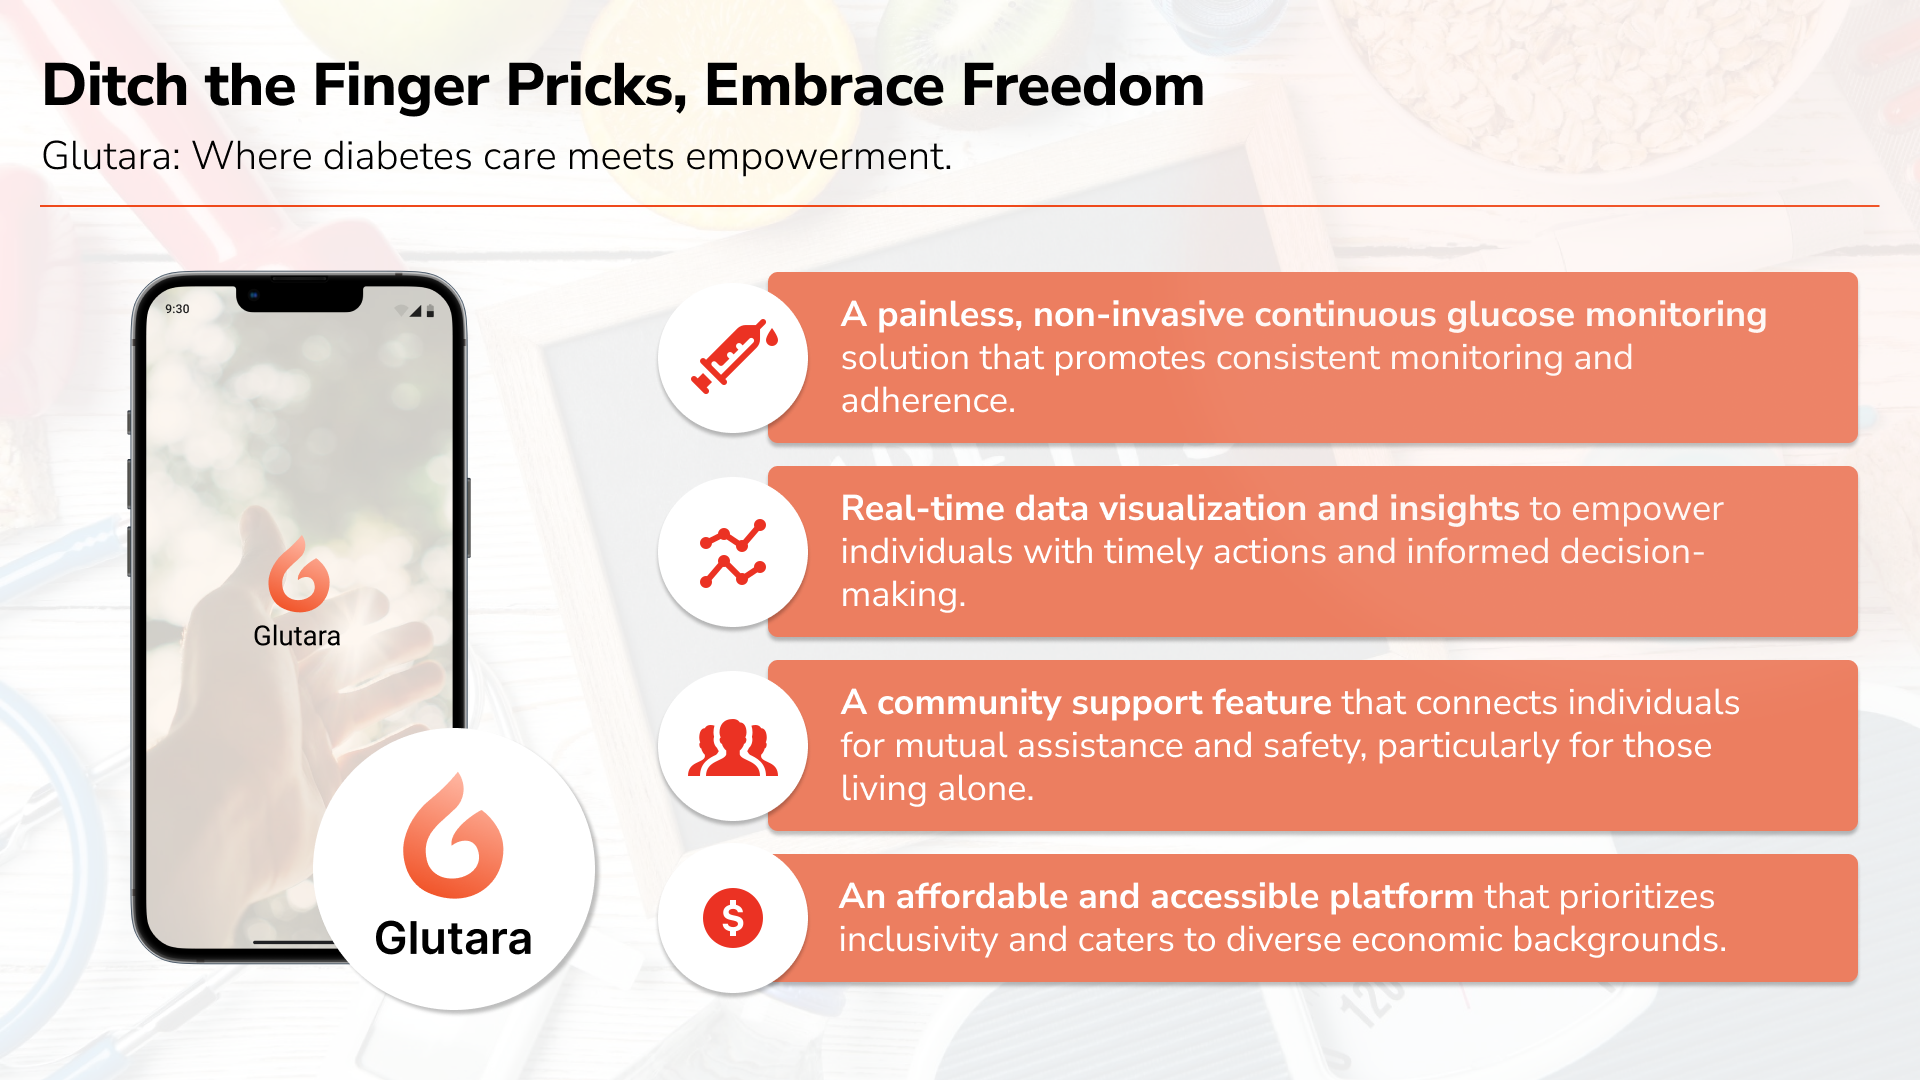 Ditch the Finger Pricks, Embrace Freedom
Glutara: Where diabetes care meets empowerment.
9:30
Glutara
Glutara
A painless, non-invasive continuous glucose monitoring
solution that promotes consistent monitoring and
adherence.
Real-time data visualization and insights to empower
individuals with timely actions and informed decision-
making.
A community support feature that connects individuals
for mutual assistance and safety, particularly for those
living alone.
$
An affordable and accessible platform that prioritizes
inclusivity and caters to diverse economic backgrounds.
120